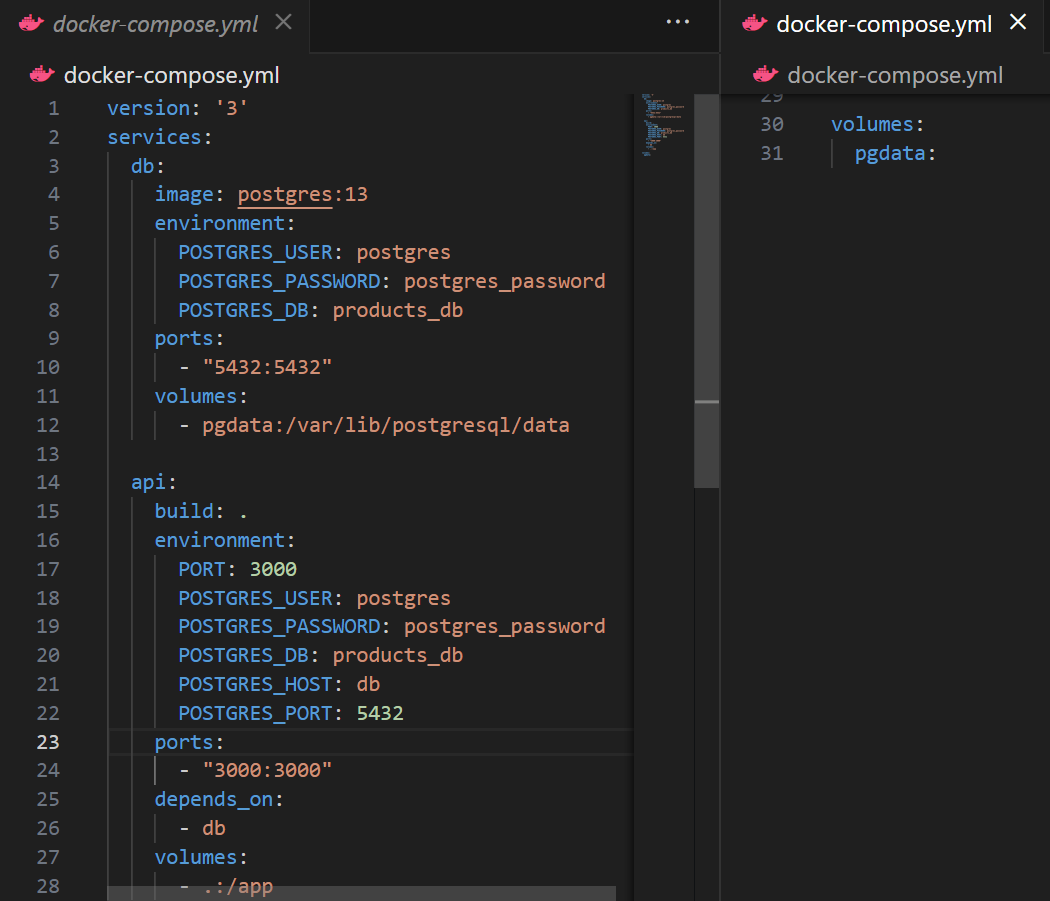 docker-compose.yml
docker-compose.yml
1 version: '3'
2 services:
3   db:
4     image: postgres:13
5     environment:
6       POSTGRES_USER: postgres
7       POSTGRES_PASSWORD: postgres_password
8       POSTGRES_DB: products_db
9     ports:
10       - "5432:5432"
11     volumes:
12       - pgdata:/var/lib/postgresql/data
13
14   api:
15     build: .
16     environment:
17       PORT: 3000
18       POSTGRES_USER: postgres
19       POSTGRES_PASSWORD: postgres_password
20       POSTGRES_DB: products_db
21       POSTGRES_HOST: db
22       POSTGRES_PORT: 5432
23     ports:
24       - "3000:3000"
25     depends_on:
26       - db
27     volumes:
28       - .:/app
docker-compose.yml
docker-compose.yml
29
30 volumes:
31   pgdata: